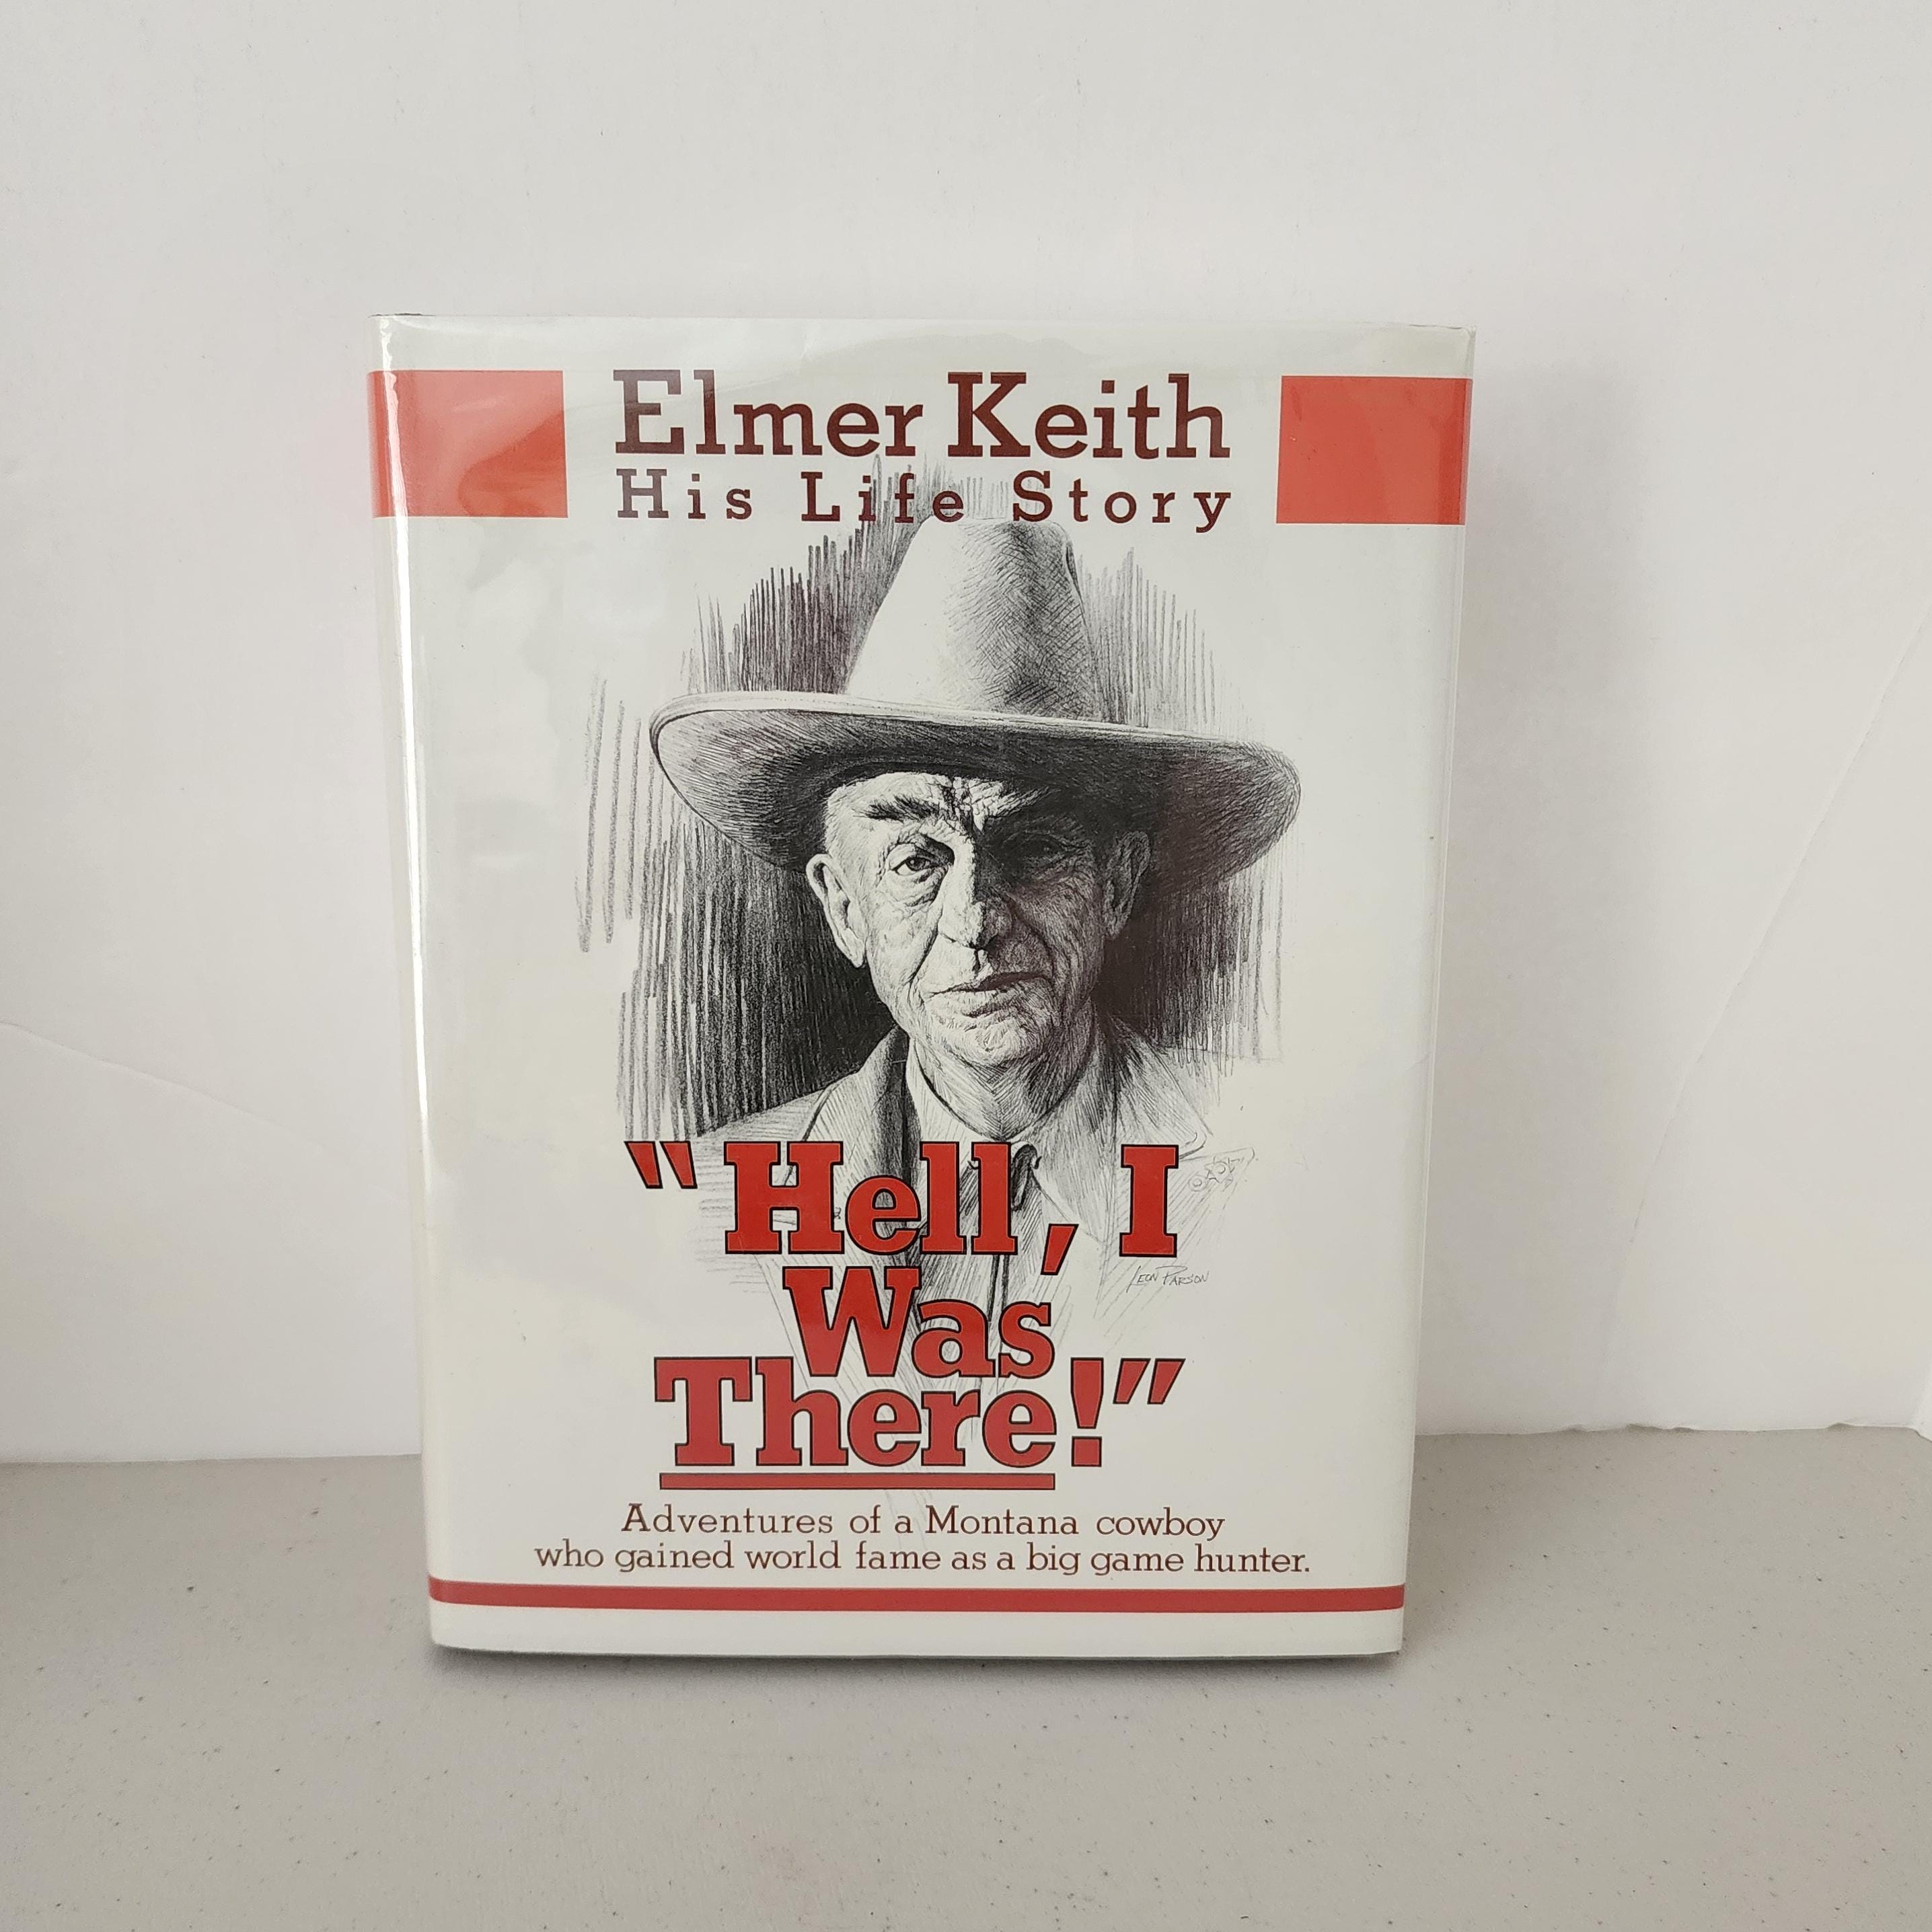 Elmer Keith
His Life Story
"Hell, I
Was
There!"
LEON PARSON
Adventures of a Montana cowboy
who gained world fame as a big game hunter.